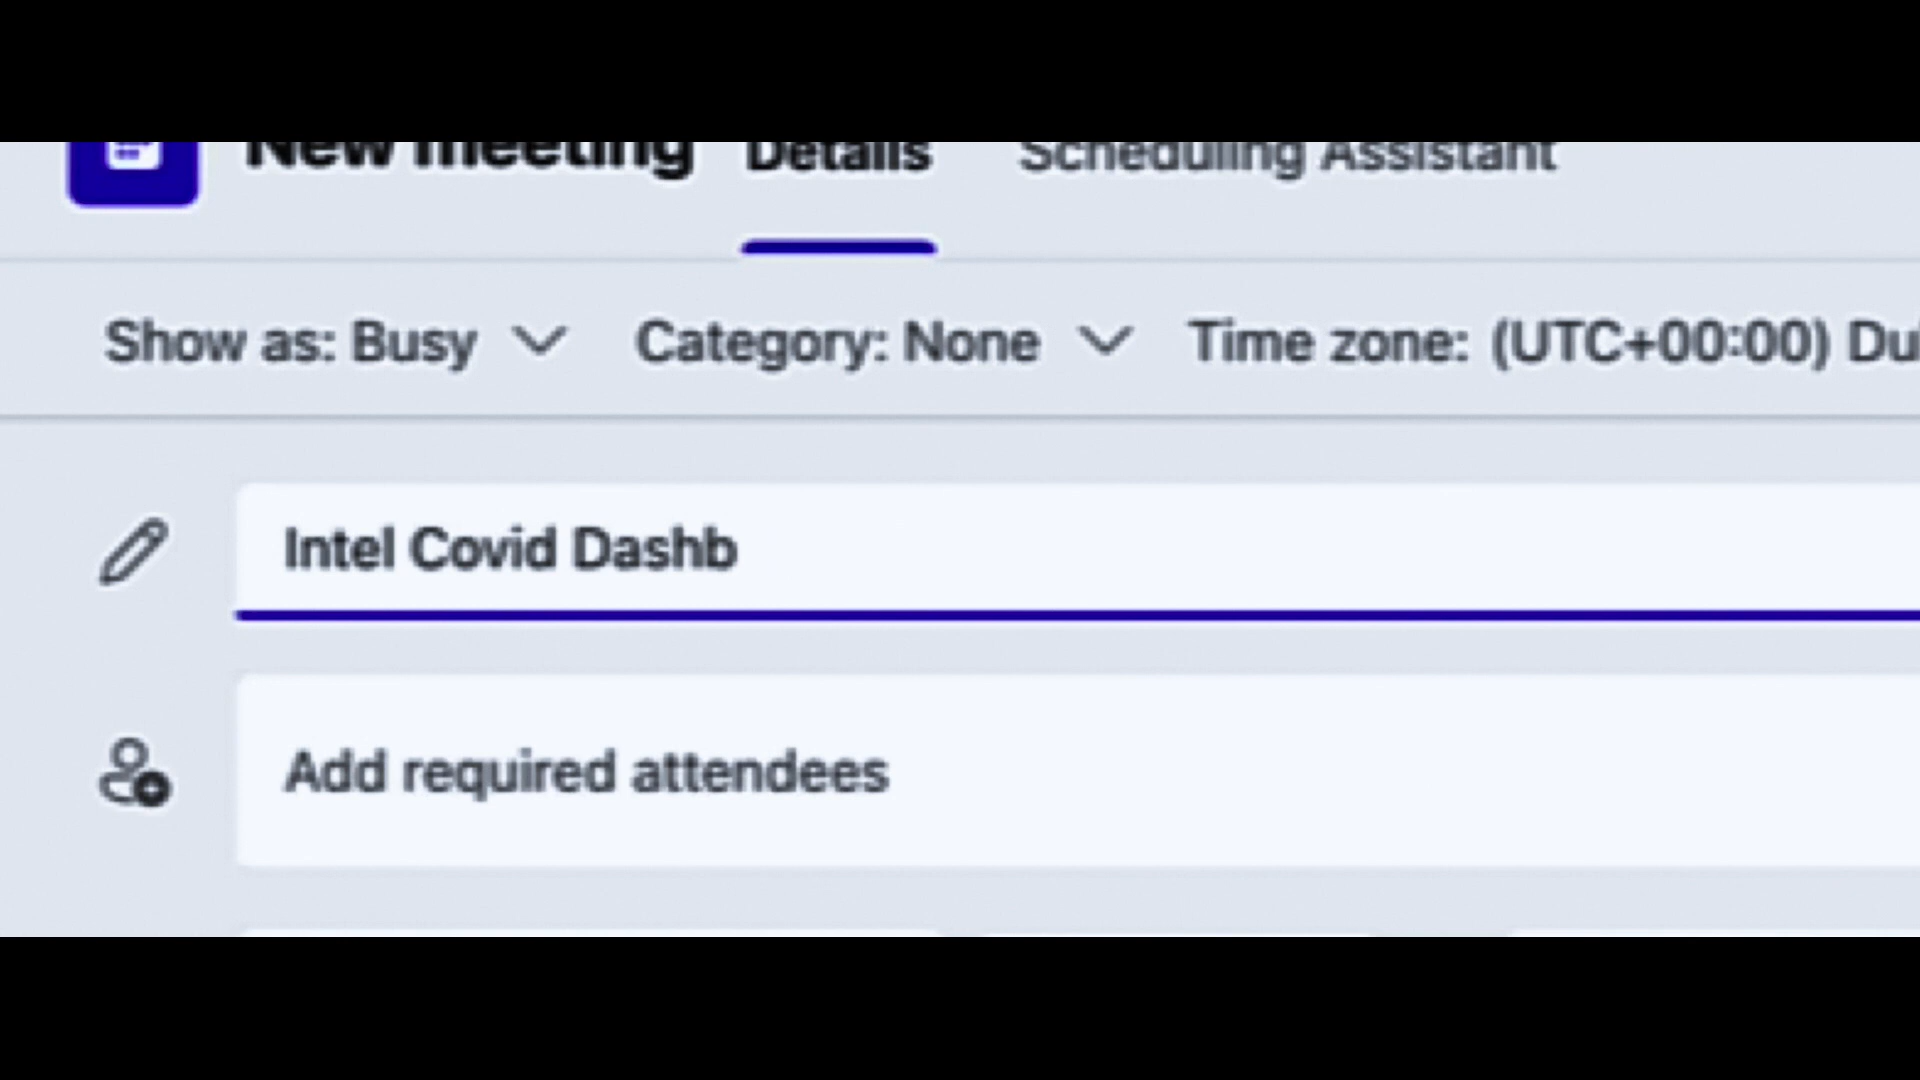 New meeting Details Scheduling Assistant
Show as: Busy Category: None Time zone: (UTC+00:00) Du
Intel Covid Dashb
Add required attendees